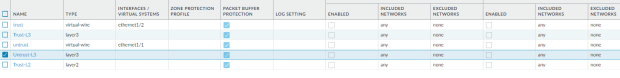 NAME TYPE INTERFACES / VIRTUAL SYSTEMS ZONE PROTECTION PROFILE PACKET BUFFER PROTECTION LOG SETTING ENABLED INCLUDED NETWORKS EXCLUDED NETWORKS ENABLED INCLUDED NETWORKS EXCLUDED NETWORKS
trust virtual-wire ethernet1/2 any none any none
Trust-L3 layer3 any none any none
untrust virtual-wire ethernet1/1 any none any none
Untrust-L3 layer3 any none any none
Trust-L2 layer2 any none any none